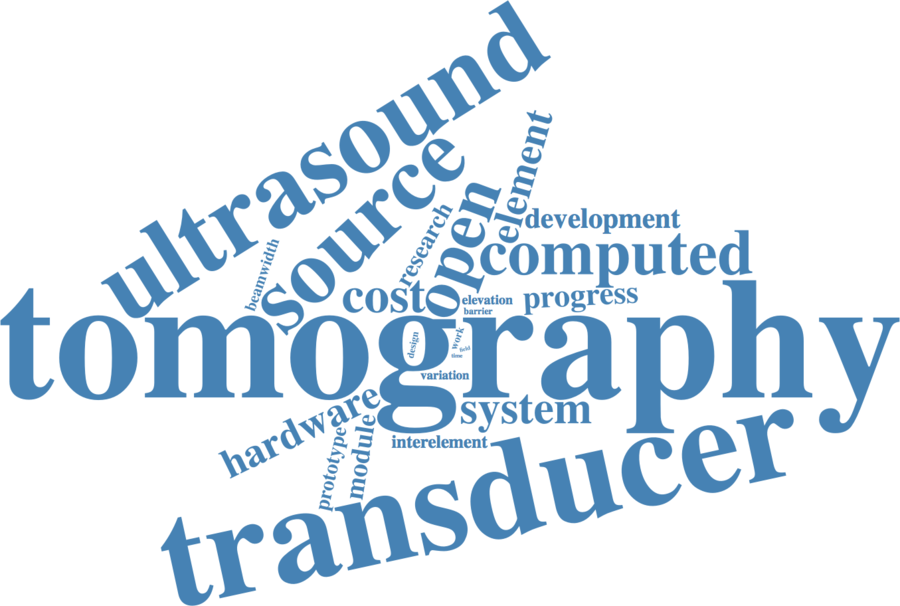 ultrasound
source
element
research
open
development
beamwidth
computed
cost
elevation
progress
barrier
tomography
design
work
field
time
variation
hardware
system
module
prototype
interelement
transducer